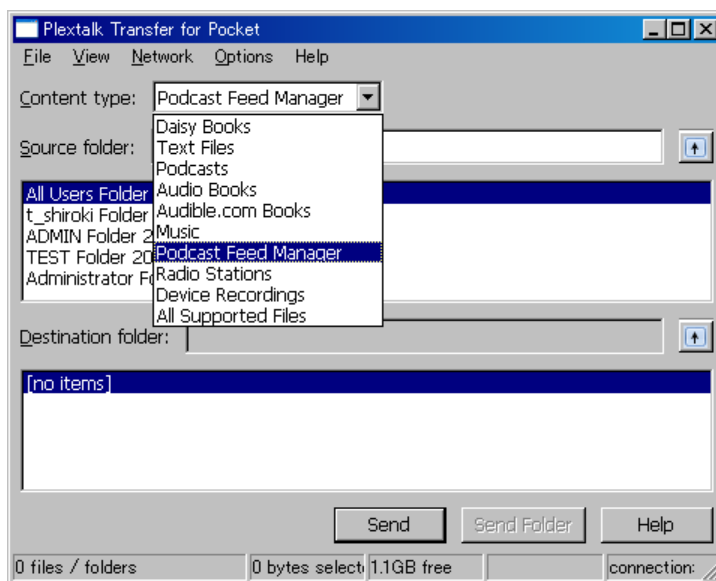 Plextalk Transfer for Pocket
File View Network Options Help
Content type: Podcast Feed Manager
Daisy Books
Source folder: Text Files
Podcasts
All Users Folder Audio Books
t_shiroki Folder Audible.com Books
ADMIN Folder 2 Music
TEST Folder 20 Podcast Feed Manager
Administrator Fo Radio Stations
Device Recordings
All Supported Files
Destination folder:
[no items]
Send Send Folder Help
0 files / folders 0 bytes select 1.1GB free connection: